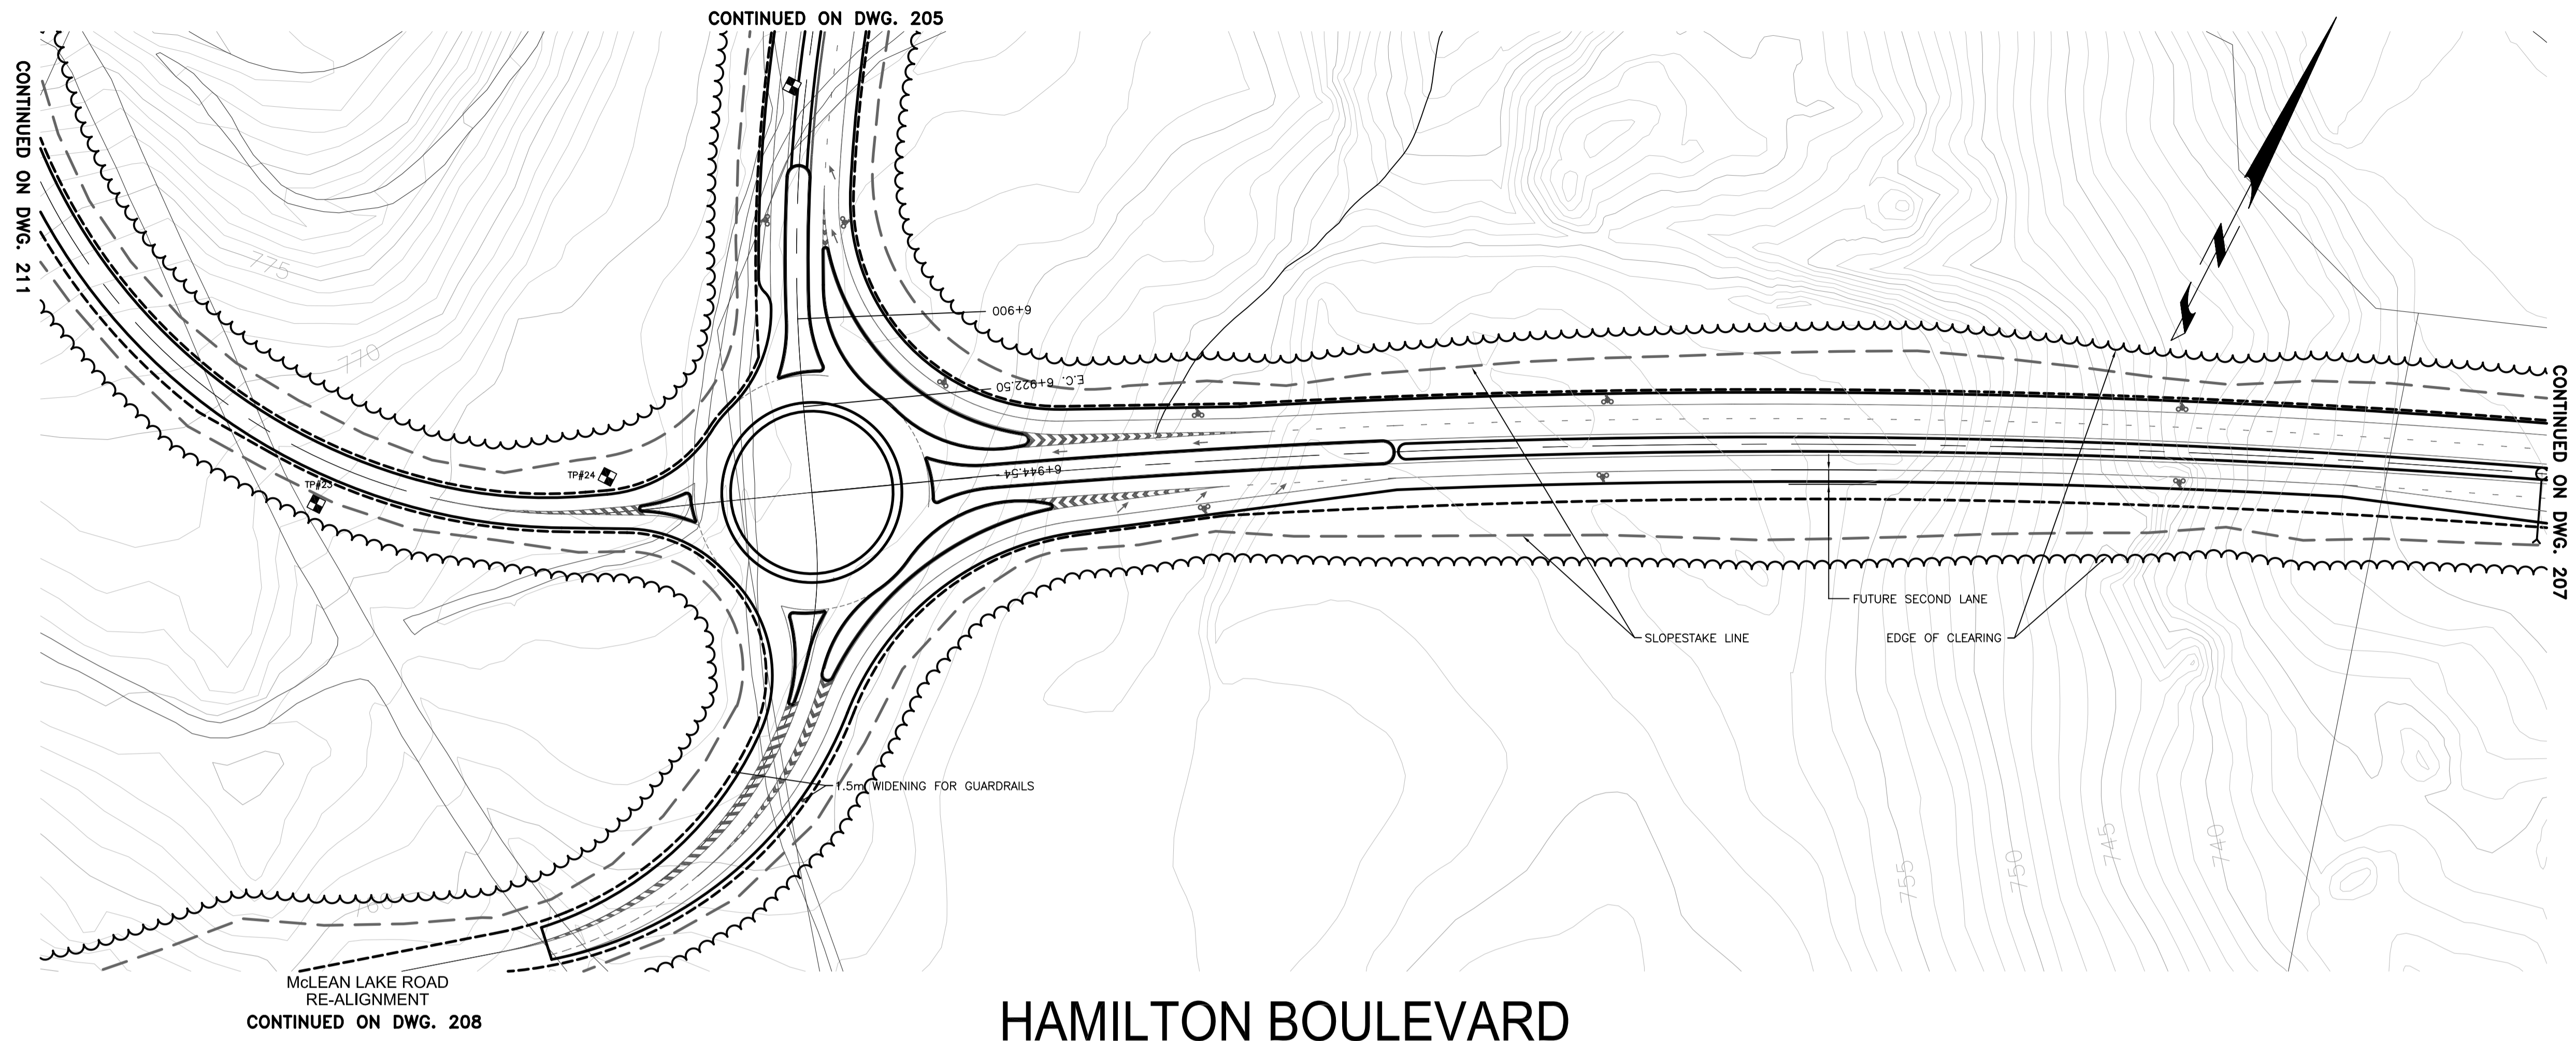 CONTINUED ON DWG. 205
CONTINUED ON DWG. 211
775
770
6+900
E.C. 6+922.50
6+944.54
TP#24
TP#23
CONTINUED ON DWG. 207
FUTURE SECOND LANE
SLOPESTAKE LINE
EDGE OF CLEARING
1.5m WIDENING FOR GUARDRAILS
755
750
745
740
McLEAN LAKE ROAD
RE-ALIGNMENT
CONTINUED ON DWG. 208
HAMILTON BOULEVARD